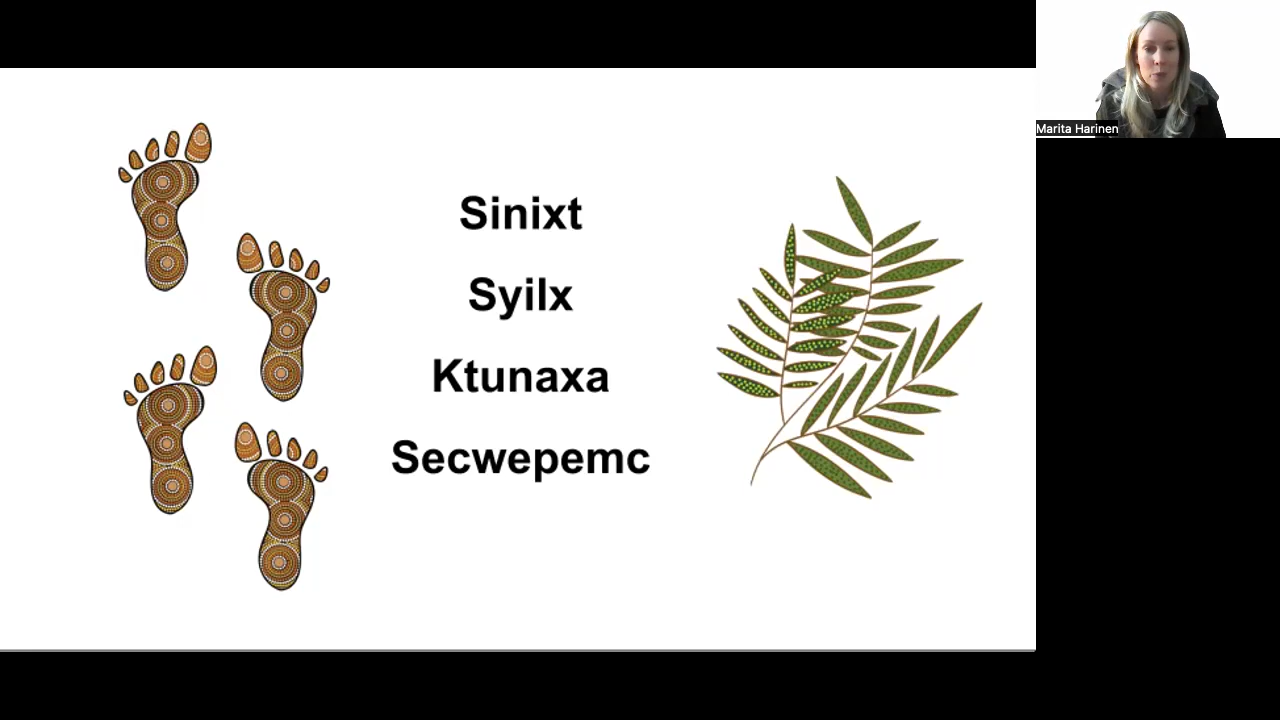 Sinixt
Syilx
Ktunaxa
Secwepemc
Marita Harinen